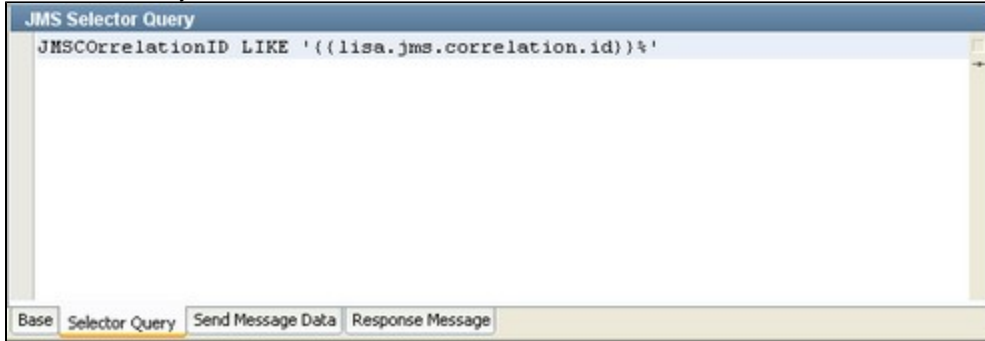 JMS Selector Query
JMSCOrrelationID LIKE '{{lisa.jms.correlation.id}}%'
Base Selector Query Send Message Data Response Message